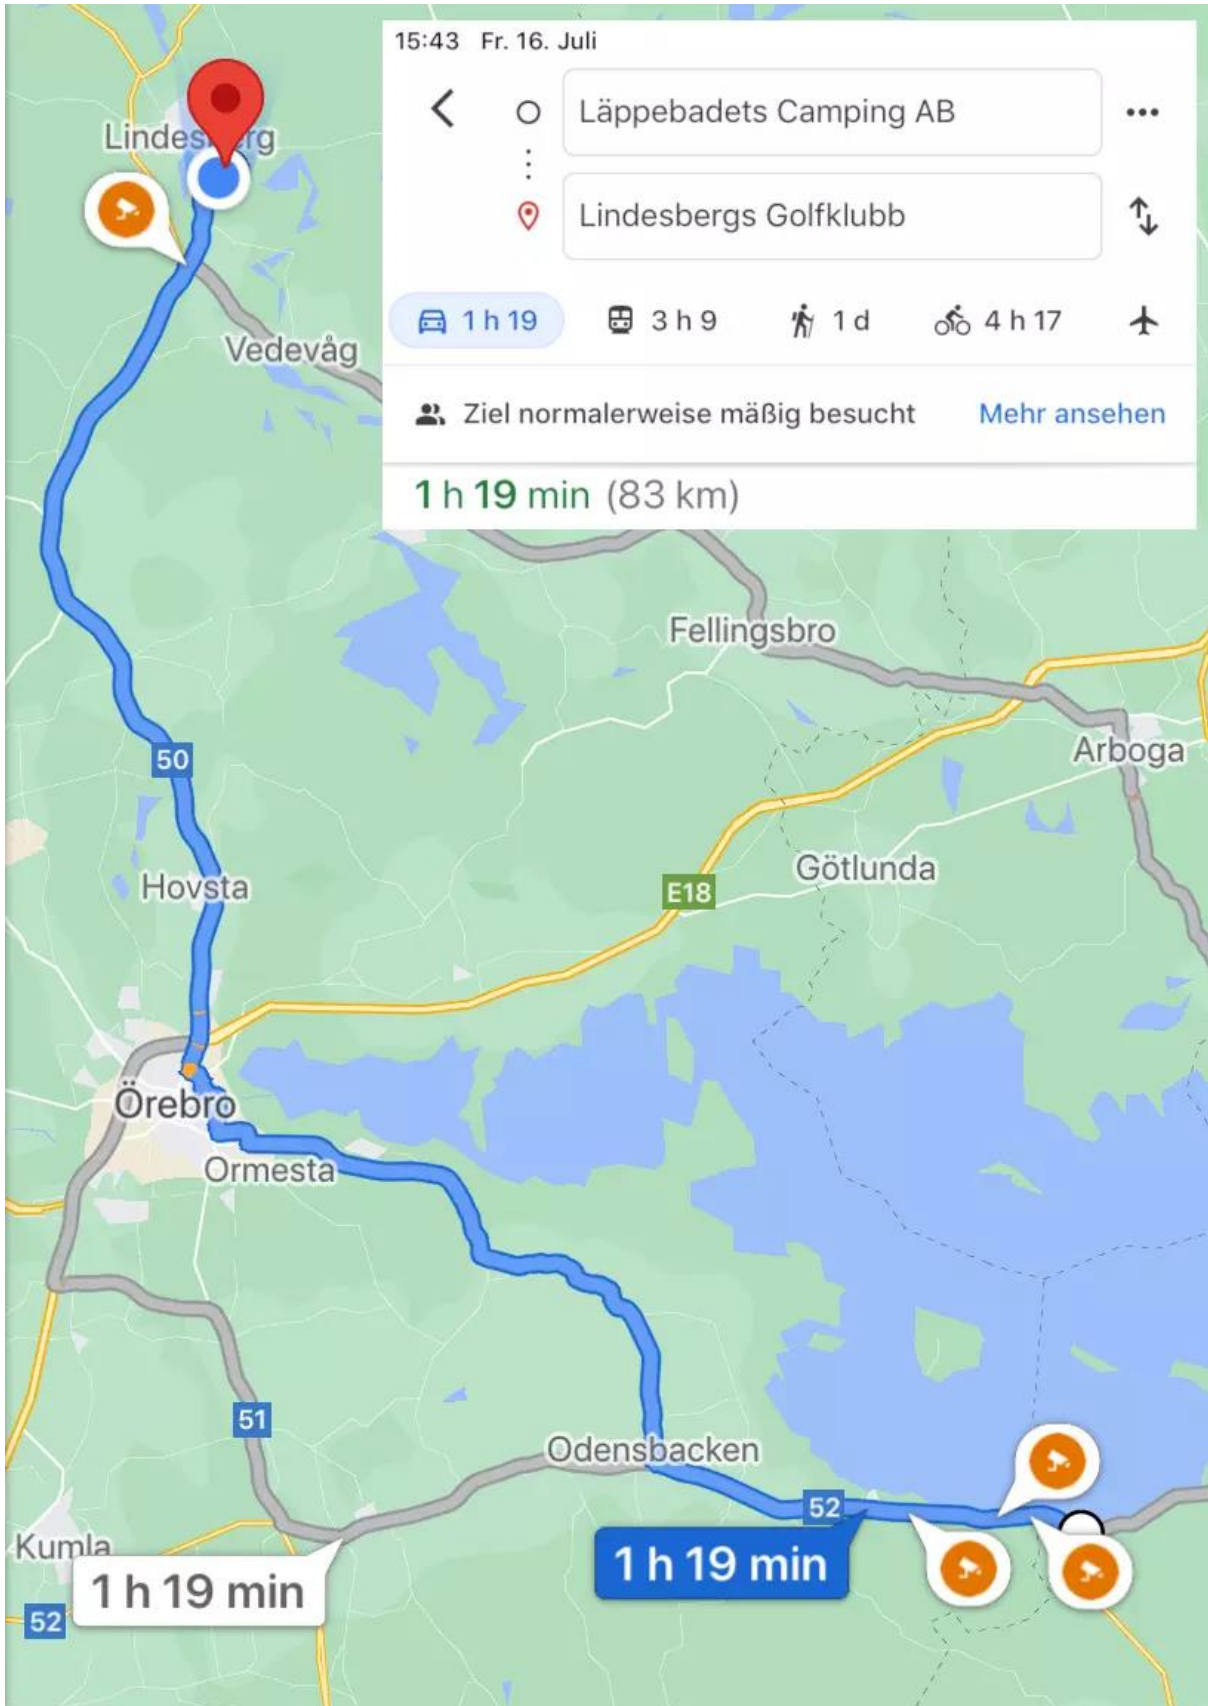 15:43 Fr. 16. Juli
Läppebadets Camping AB
Lindesbergs Golfklubb
1 h 19 3 h 9 1 d 4 h 17
Ziel normalerweise mäßig besucht Mehr ansehen
1 h 19 min (83 km)
Lindesberg
Vedevåg
Fellingsbro
Arboga
50
Götlunda
Hovsta
E18
Örebro
Ormesta
51
Odensbacken
52
Kumla
1 h 19 min
1 h 19 min
52